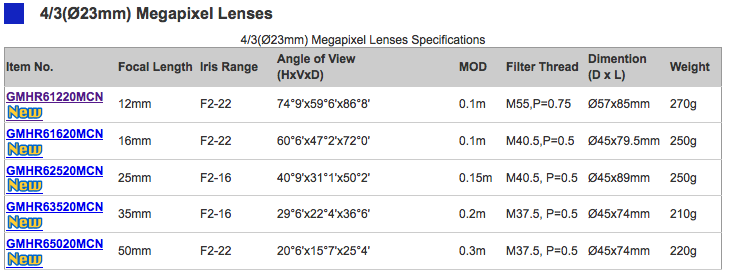 4/3(Ø23mm) Megapixel Lenses
4/3(Ø23mm) Megapixel Lenses Specifications
Item No. Focal Length Iris Range Angle of View (HxVxD) MOD Filter Thread Dimention (D x L) Weight
GMHR61220MCN New 12mm F2-22 74°9'x59°6'x86°8' 0.1m M55,P=0.75 Ø57x85mm 270g
GMHR61620MCN New 16mm F2-22 60°6'x47°2'x72°0' 0.1m M40.5,P=0.5 Ø45x79.5mm 250g
GMHR62520MCN New 25mm F2-16 40°9'x31°1'x50°2' 0.15m M40.5, P=0.5 Ø45x89mm 250g
GMHR63520MCN New 35mm F2-16 29°6'x22°4'x36°6' 0.2m M37.5, P=0.5 Ø45x74mm 210g
GMHR65020MCN New 50mm F2-22 20°6'x15°7'x25°4' 0.3m M37.5, P=0.5 Ø45x74mm 220g